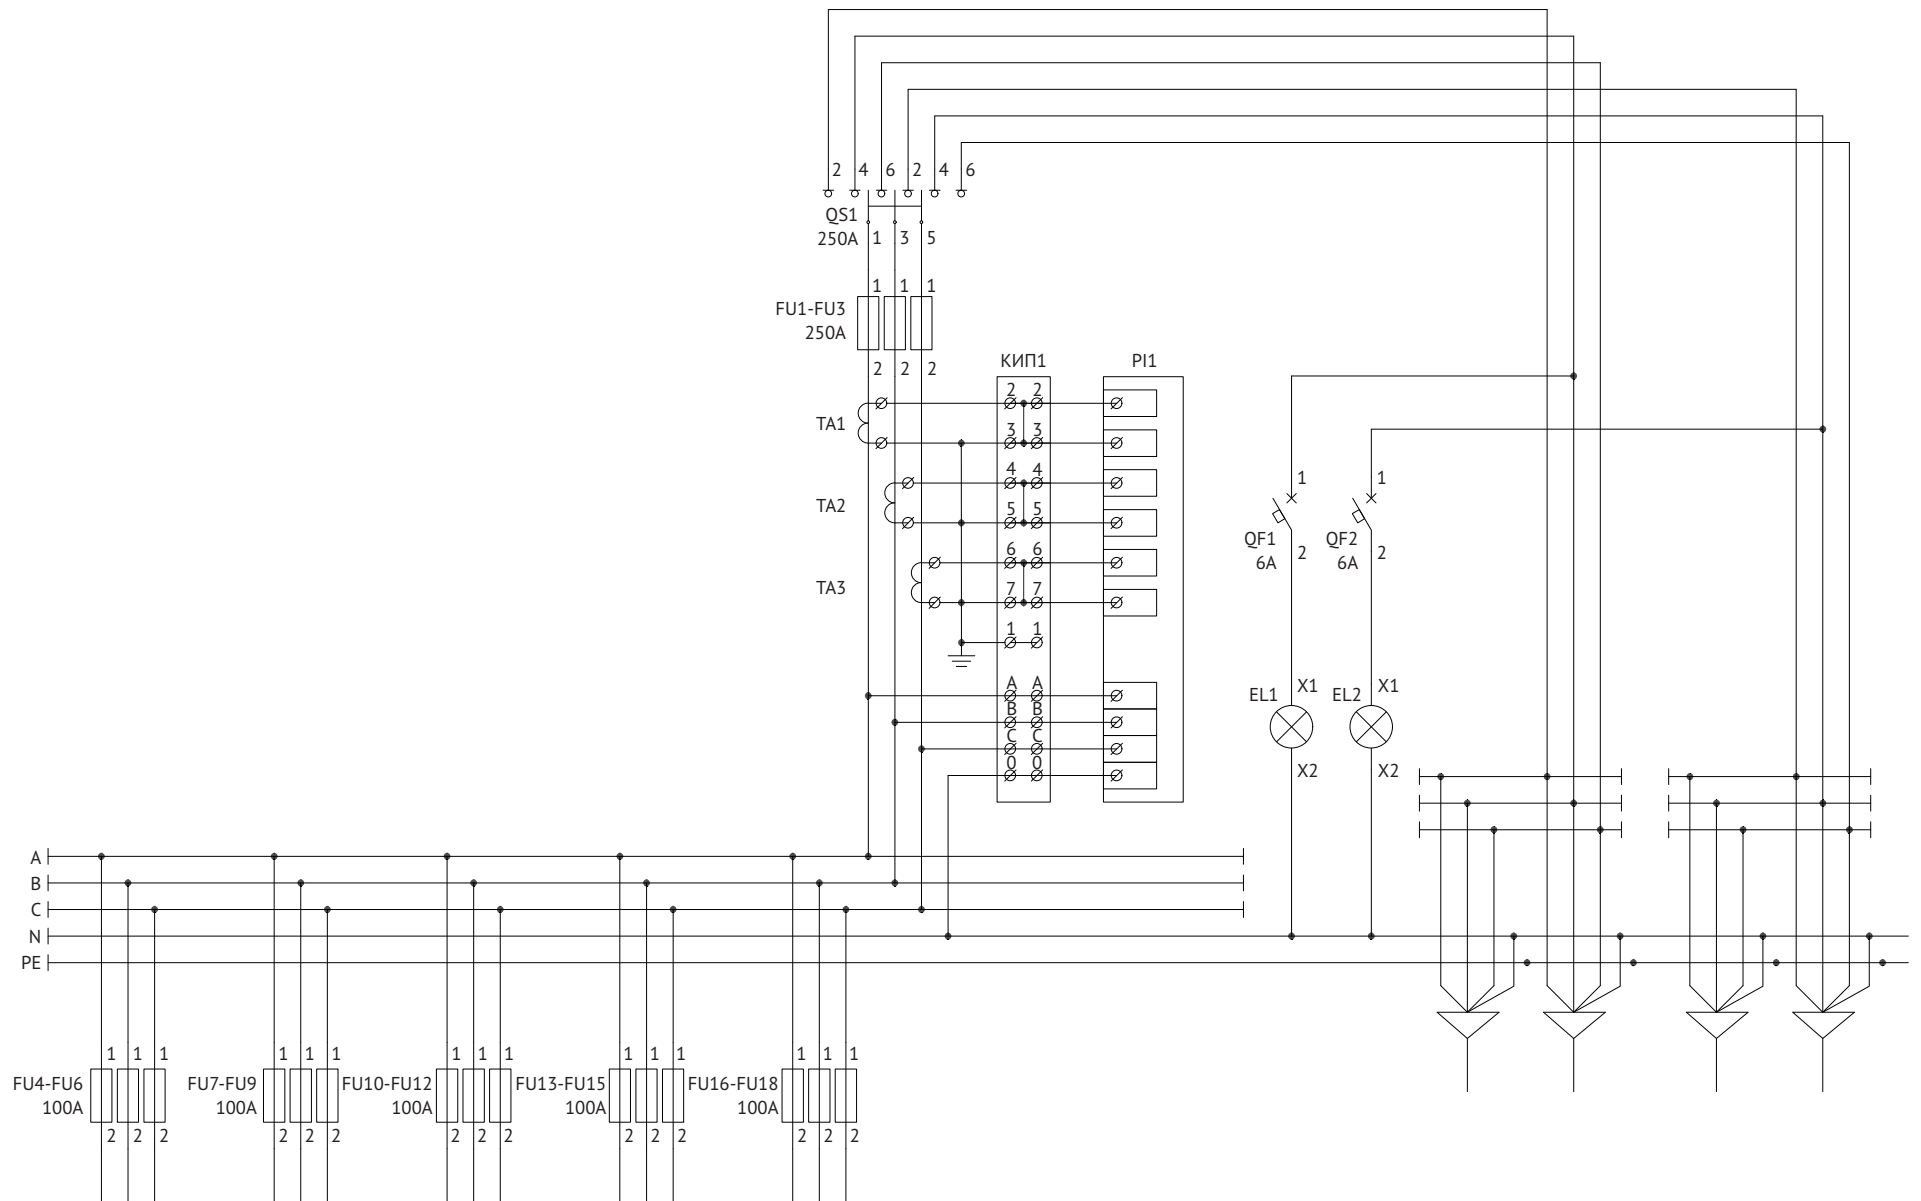 2 4 6 2 4 6
QS1
250A 1 3 5
1 1 1
FU1-FU3
250A
2 2 2
КИП1 PI1
2 2
TA1
3 3
4 4
1 1
TA2
5 5
QF1 QF2
6A 6A
2 2
6 6
TA3
7 7
1 1
A A
EL1 X1 EL2 X1
B B
C C
0 0
X2 X2
A
B
C
N
PE
1 1 1 1 1 1 1 1 1 1 1 1 1 1 1
FU4-FU6 FU7-FU9 FU10-FU12 FU13-FU15 FU16-FU18
100A 100A 100A 100A 100A
2 2 2 2 2 2 2 2 2 2 2 2 2 2 2